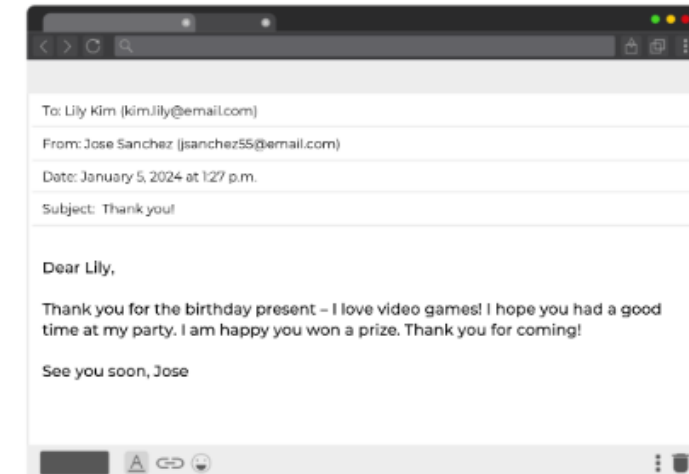 To: Lily Kim (kim.lily@email.com)
From: Jose Sanchez (jsanchez55@email.com)
Date: January 5, 2024 at 1:27 p.m.
Subject: Thank you!
Dear Lily,
Thank you for the birthday present – I love video games! I hope you had a good
time at my party. I am happy you won a prize. Thank you for coming!
See you soon, Jose
A